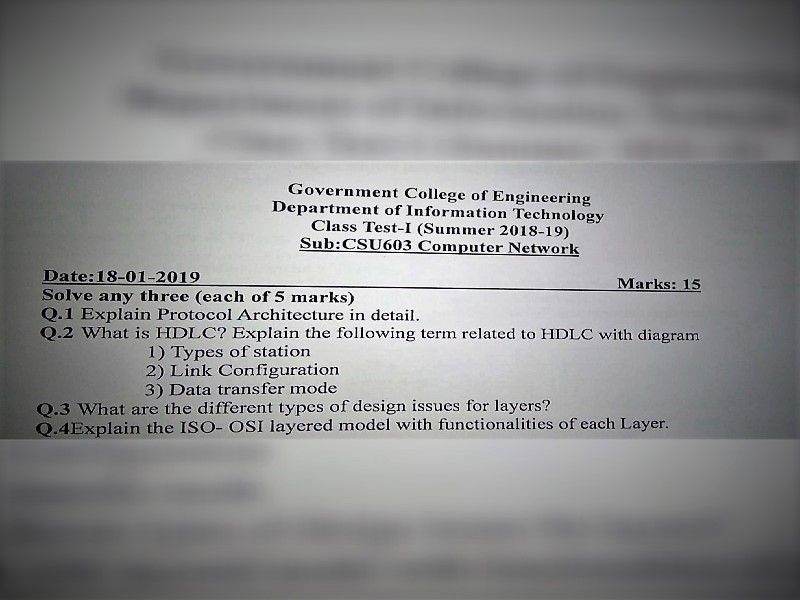 Government College of Engineering
Department of Information Technology
Class Test-I (Summer 2018-19)
Sub:CSU603 Computer Network
Date:18-01-2019 Marks: 15
Solve any three (each of 5 marks)
Q.1 Explain Protocol Architecture in detail.
Q.2 What is HDLC? Explain the following term related to HDLC with diagram
1) Types of station
2) Link Configuration
3) Data transfer mode
Q.3 What are the different types of design issues for layers?
Q.4Explain the ISO- OSI layered model with functionalities of each Layer.